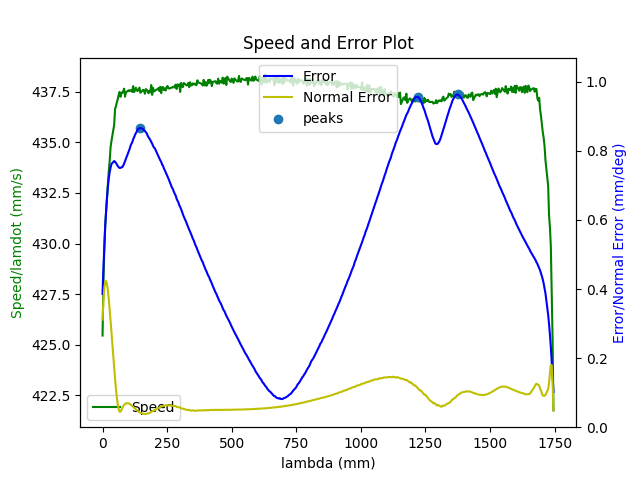 Speed and Error Plot
Error
Normal Error
peaks
Speed
Speed/lamdot (mm/s)
437.5
435.0
432.5
430.0
427.5
425.0
422.5
1.0
0.8
0.6
0.4
0.2
0.0
Error/Normal Error (mm/deg)
0
250
500
750
1000
1250
1500
1750
lambda (mm)